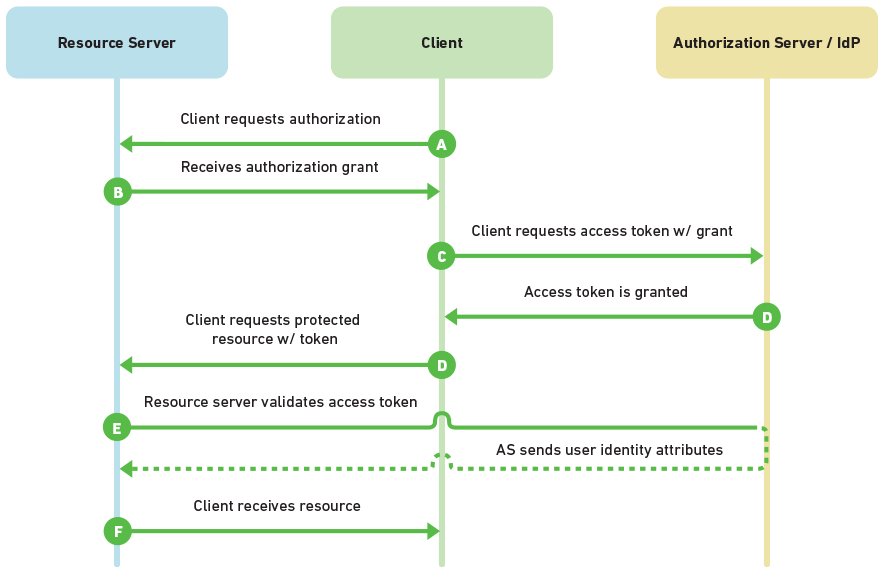 Resource Server
Client
Authorization Server / IdP
Client requests authorization
A
Receives authorization grant
B
Client requests access token w/ grant
C
Access token is granted
D
Client requests protected
resource w/ token
D
Resource server validates access token
E
AS sends user identity attributes
Client receives resource
F